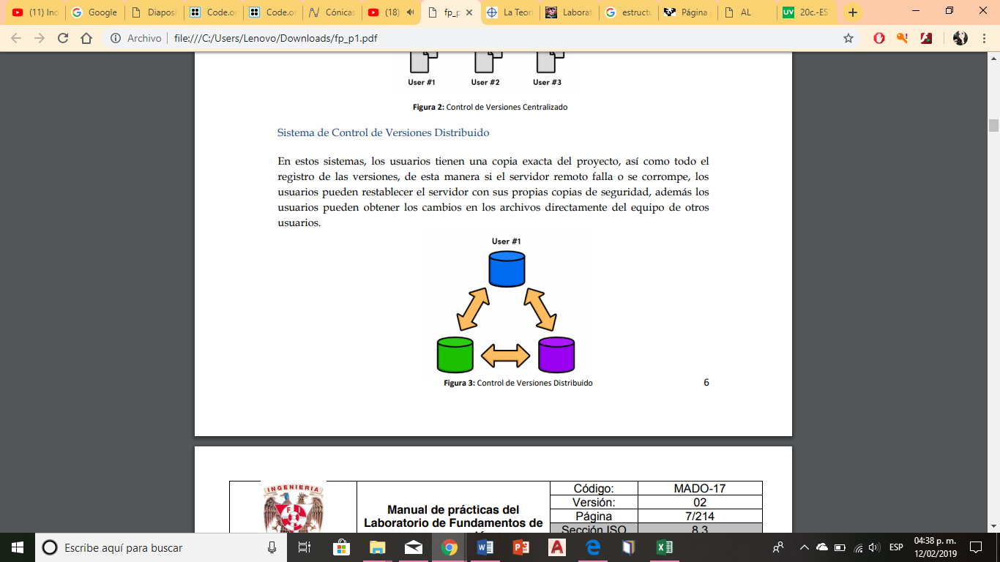 (11) Ino
Google
Diaposi
Code.or
Code.or
Cónicas
(18)
fp_p
La Teorí
Laborat
estructu
Página
AL
20c.-ES
Archivo
file:///C:/Users/Lenovo/Downloads/fp_p1.pdf
User #1
User #2
User #3
Figura 2: Control de Versiones Centralizado
Sistema de Control de Versiones Distribuido
En estos sistemas, los usuarios tienen una copia exacta del proyecto, así como todo el
registro de las versiones, de esta manera si el servidor remoto falla o se corrompe, los
usuarios pueden restablecer el servidor con sus propias copias de seguridad, además los
usuarios pueden obtener los cambios en los archivos directamente del equipo de otros
usuarios.
User #1
Figura 3: Control de Versiones Distribuido
6
INGENIERIA
Manual de prácticas del
Laboratorio de Fundamentos de
Código:
MADO-17
Versión:
02
Página
7/214
Sección ISO
8.3
Escribe aquí para buscar
ESP
04:38 p. m.
12/02/2019